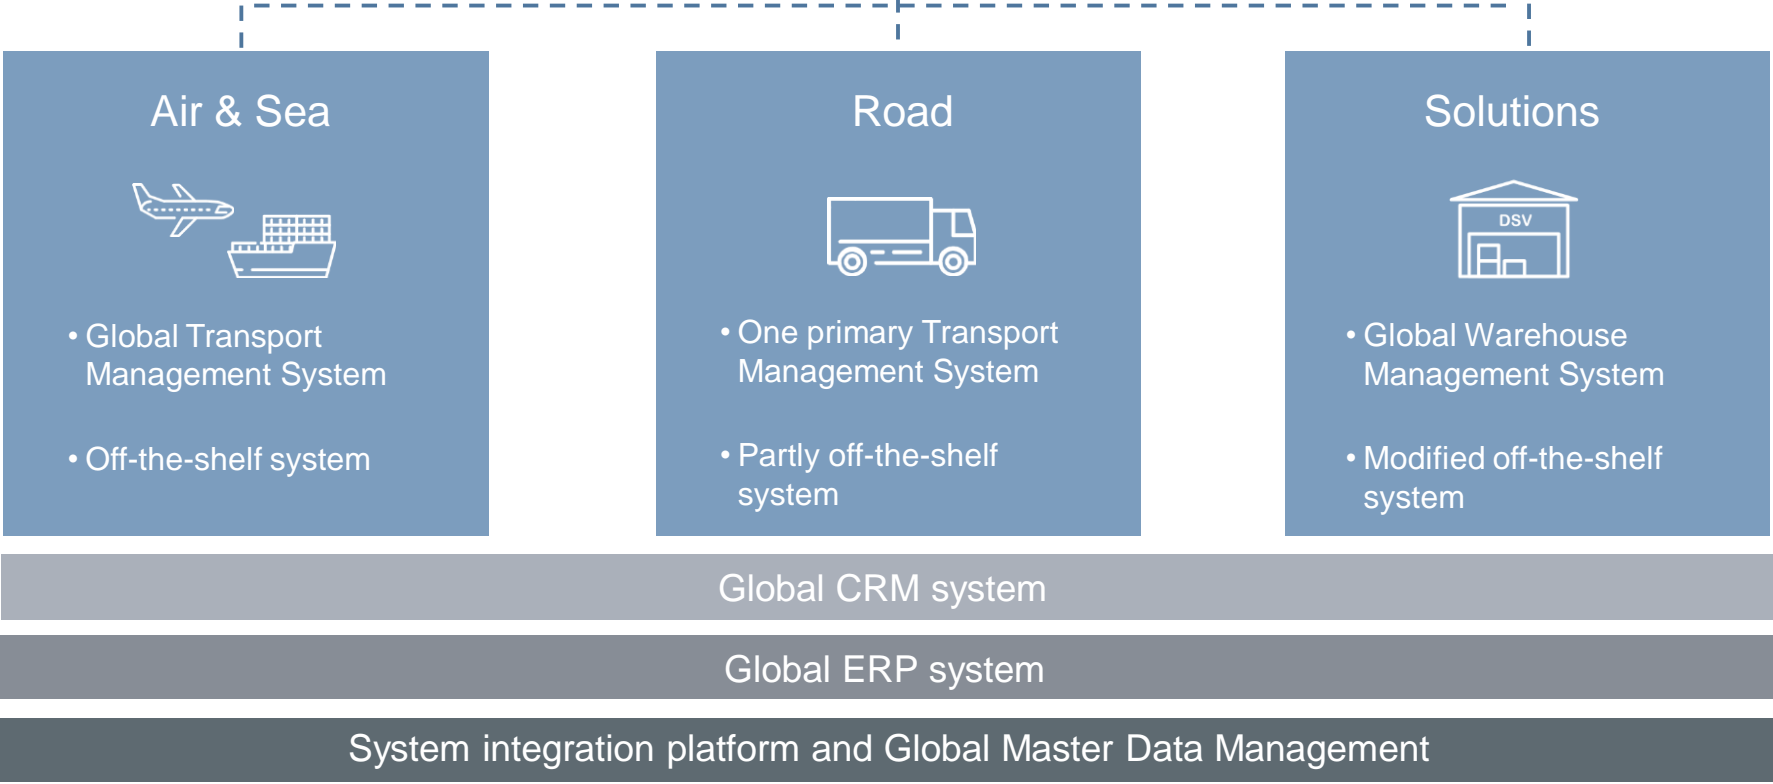 Air & Sea
• Global Transport
Management System
• Off-the-shelf system
Road
• One primary Transport
Management System
• Partly off-the-shelf
system
Solutions
DSV
• Global Warehouse
Management System
• Modified off-the-shelf
system
Global CRM system
Global ERP system
System integration platform and Global Master Data Management